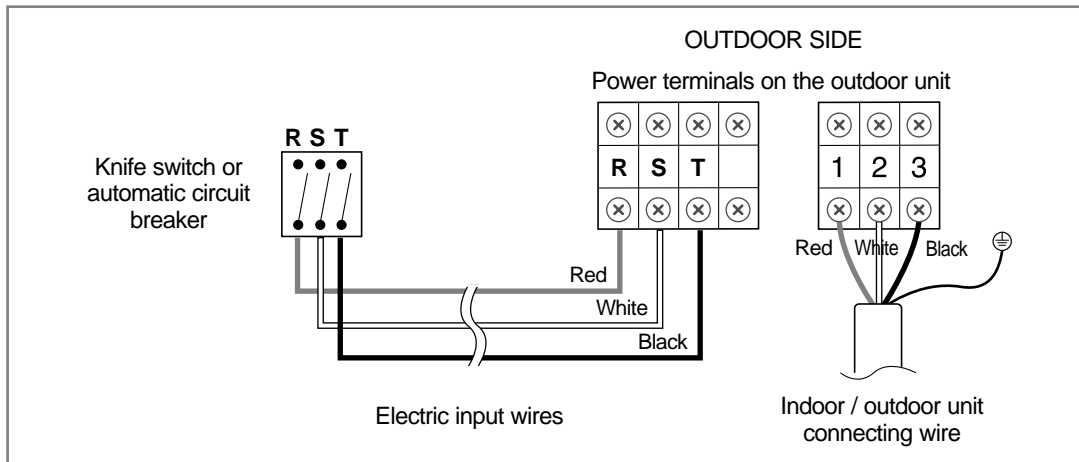 OUTDOOR SIDE
Power terminals on the outdoor unit
R S T
Knife switch or
automatic circuit
breaker
R S T
1 2 3
Red White Black
Red
White
Black
Electric input wires
Indoor / outdoor unit
connecting wire